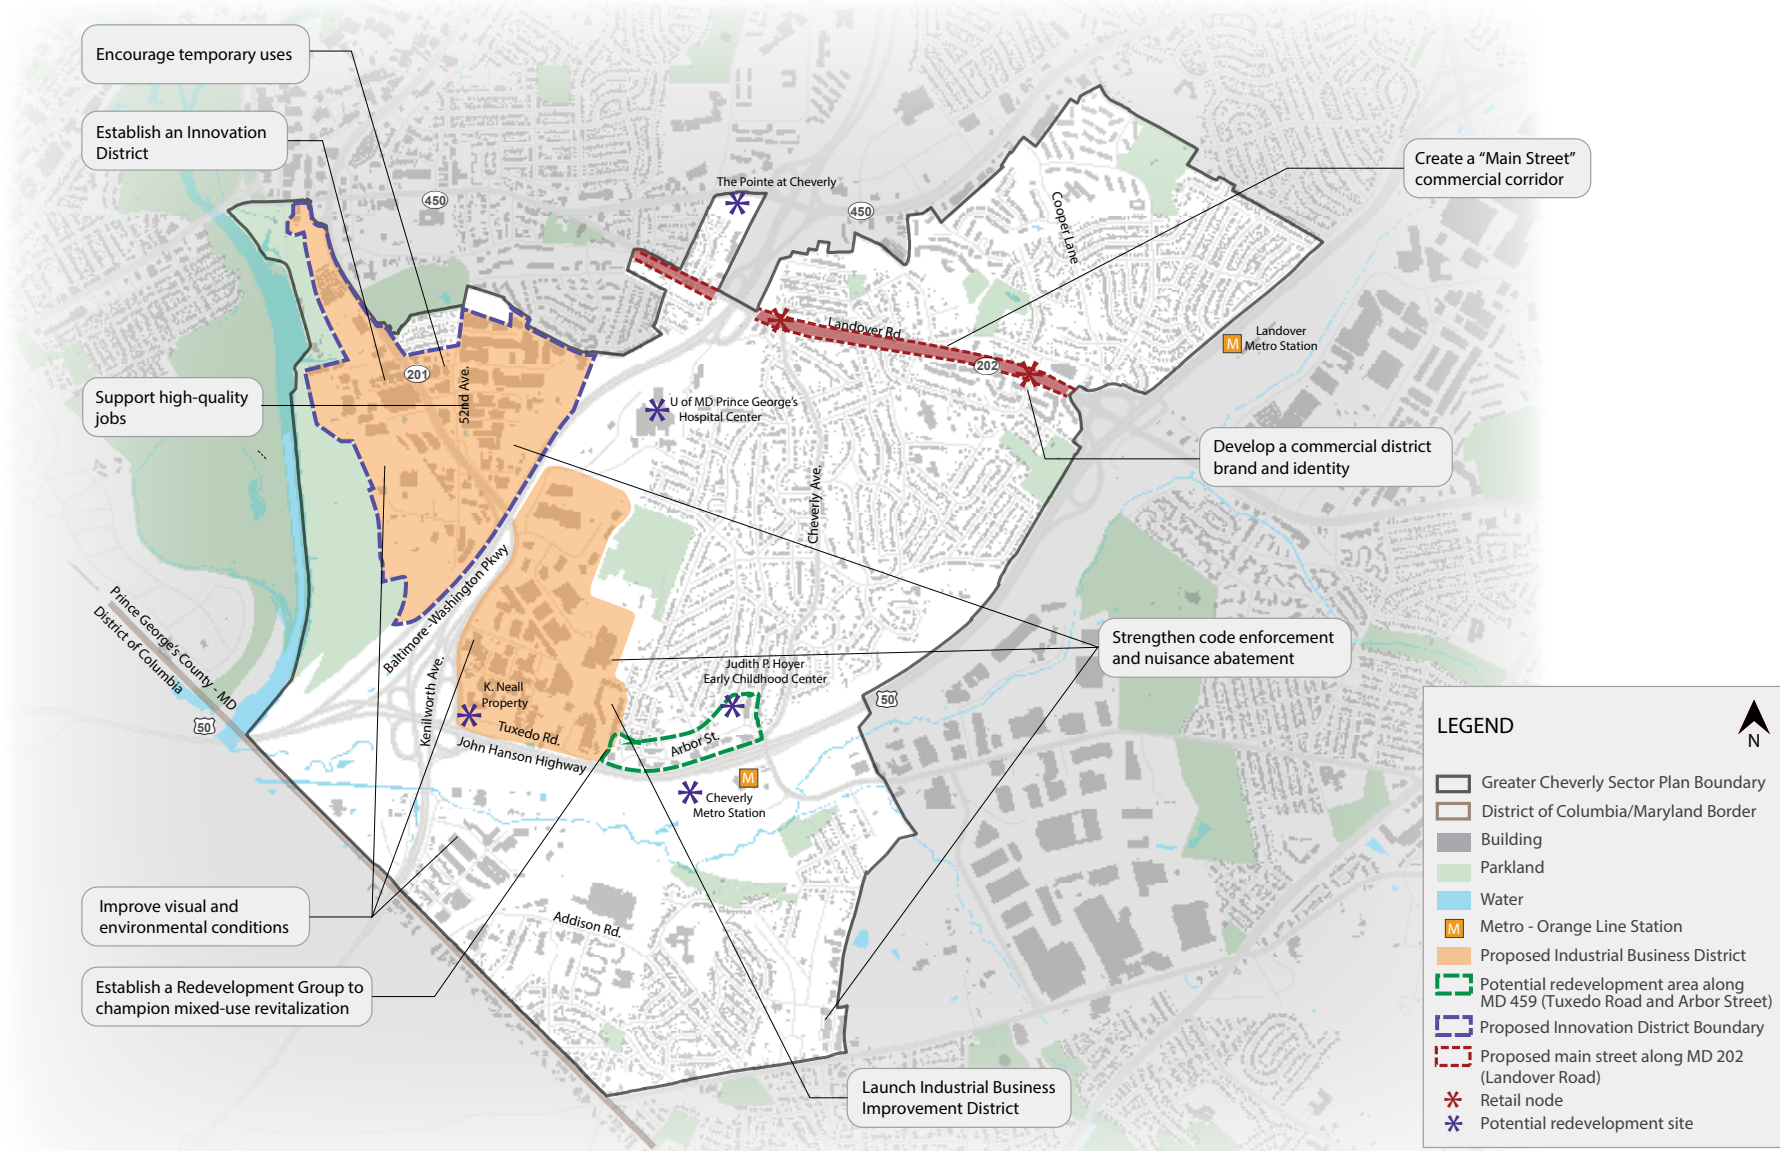 Encourage temporary uses
Establish an Innovation
District
Support high-quality
jobs
Improve visual and
environmental conditions
Establish a Redevelopment Group to
champion mixed-use revitalization
Create a “Main Street”
commercial corridor
Develop a commercial district
brand and identity
Strengthen code enforcement
and nuisance abatement
Launch Industrial Business
Improvement District
The Pointe at Cheverly
450
450
Cooper Lane
Landover Rd
202
M
Landover
Metro Station
201
52nd Ave.
U of MD Prince George's
Hospital Center
Cheverly Ave.
Baltimore - Washington Pkwy
Prince George's County - MD
District of Columbia
50
Kenilworth Ave.
K. Neall
Property
Tuxedo Rd.
John Hanson Highway
Judith P. Hoyer
Early Childhood Center
Arbor St.
50
M
Cheverly
Metro Station
Addison Rd.
LEGEND
N
Greater Cheverly Sector Plan Boundary
District of Columbia/Maryland Border
Building
Parkland
Water
M Metro - Orange Line Station
Proposed Industrial Business District
Potential redevelopment area along
MD 459 (Tuxedo Road and Arbor Street)
Proposed Innovation District Boundary
Proposed main street along MD 202
(Landover Road)
Retail node
Potential redevelopment site